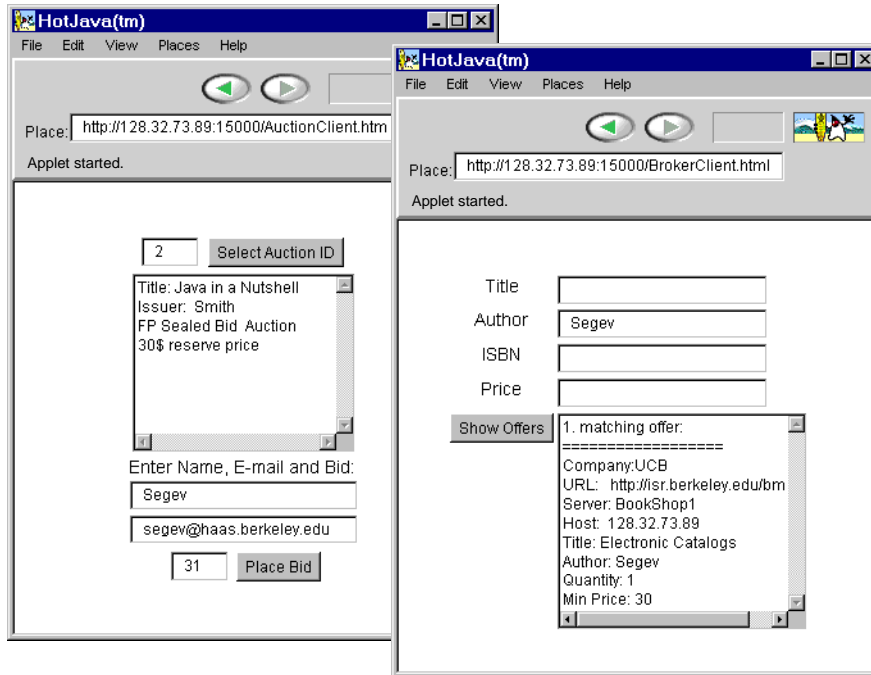 HotJava(tm)
File Edit View Places Help
Place: http://128.32.73.89:15000/AuctionClient.htm
Applet started.
2 Select Auction ID
Title: Java in a Nutshell
Issuer: Smith
FP Sealed Bid Auction
30$ reserve price
Enter Name, E-mail and Bid:
Segev
segev@haas.berkeley.edu
31 Place Bid
HotJava(tm)
File Edit View Places Help
Place: http://128.32.73.89:15000/BrokerClient.html
Applet started.
Title
Author Segev
ISBN
Price
Show Offers
1. matching offer:
==================
Company:UCB
URL: http://isr.berkeley.edu/bm
Server: BookShop1
Host: 128.32.73.89
Title: Electronic Catalogs
Author: Segev
Quantity: 1
Min Price: 30